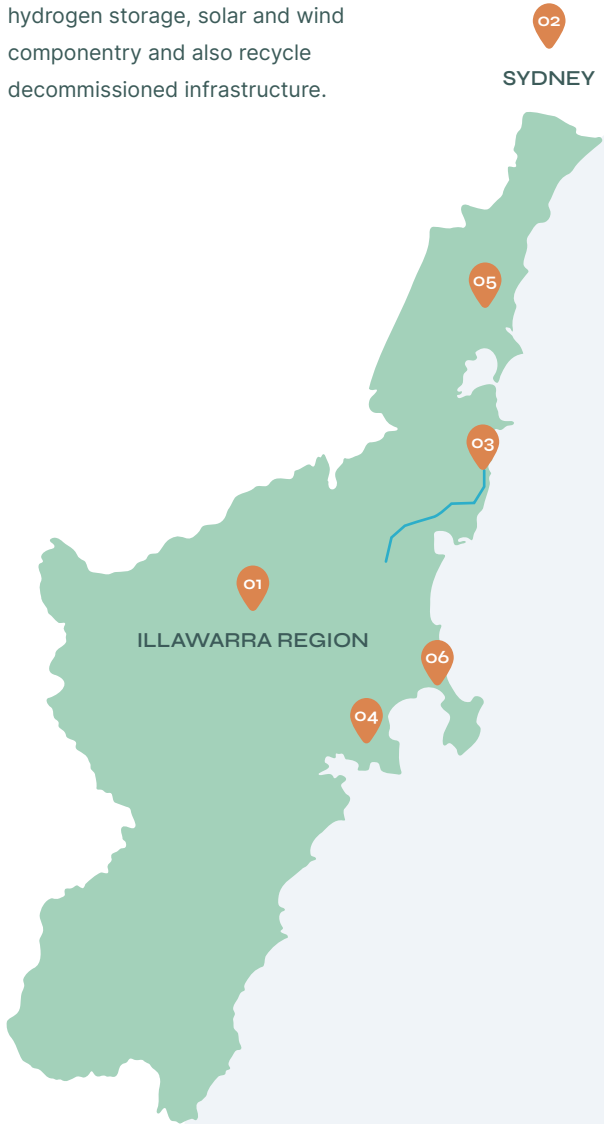 hydrogen storage, solar and wind
componentry and also recycle
decommissioned infrastructure.
02
SYDNEY
05
03
01
ILLAWARRA REGION
06
04